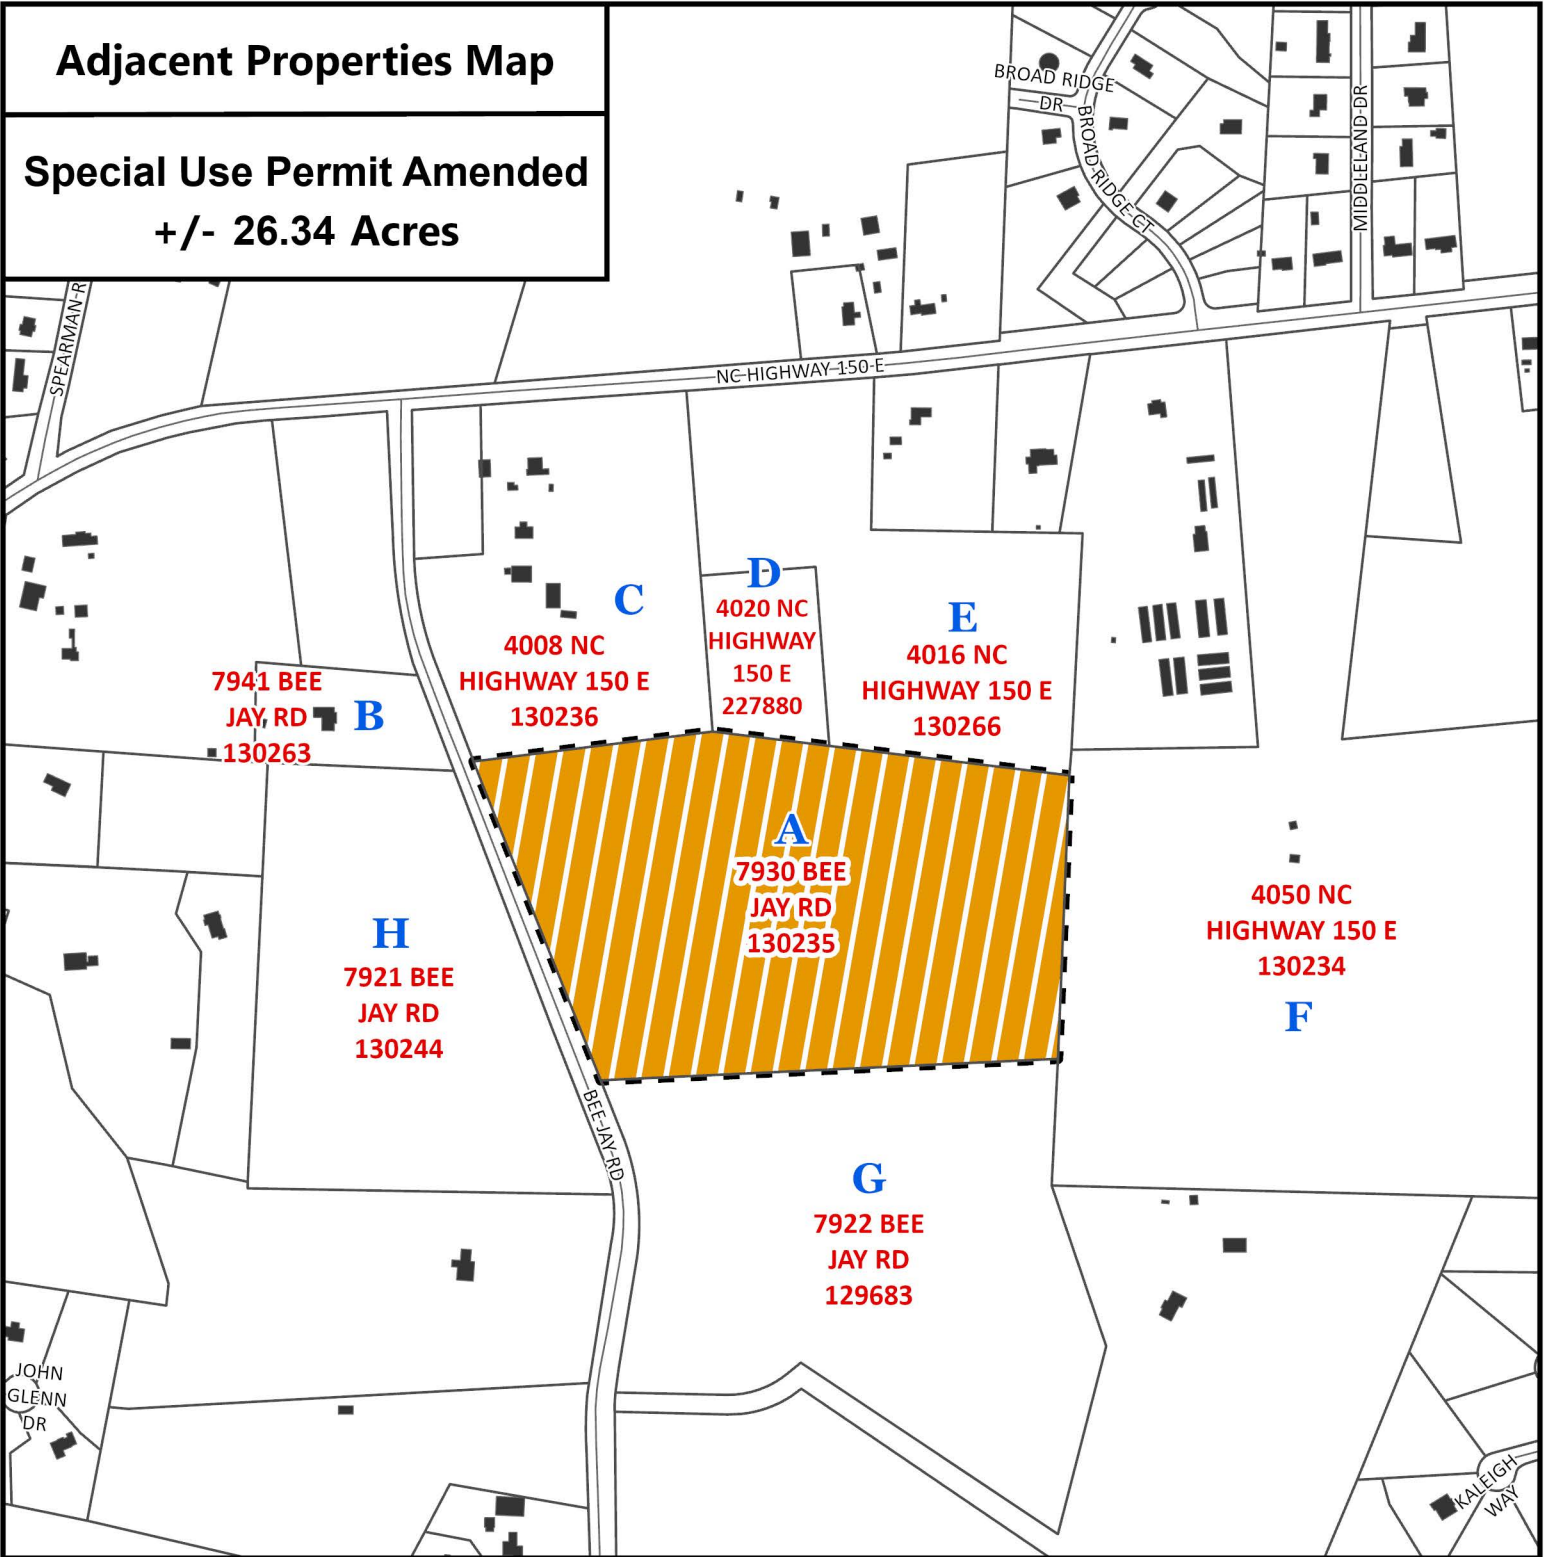 Adjacent Properties Map
Special Use Permit Amended
+/- 26.34 Acres
BROAD RIDGE
DR
BROAD RIDGE CT
MIDDLELAND DR
SPEARMAN R
NC HIGHWAY 150 E
C
4008 NC
HIGHWAY 150 E
130236
D
4020 NC
HIGHWAY
150 E
227880
E
4016 NC
HIGHWAY 150 E
130266
7941 BEE
JAY RD
130263
B
A
7930 BEE
JAY RD
130235
H
7921 BEE
JAY RD
130244
4050 NC
HIGHWAY 150 E
130234
F
BEE JAY RD
G
7922 BEE
JAY RD
129683
JOHN
GLENN
DR
KALEIGH
WAY